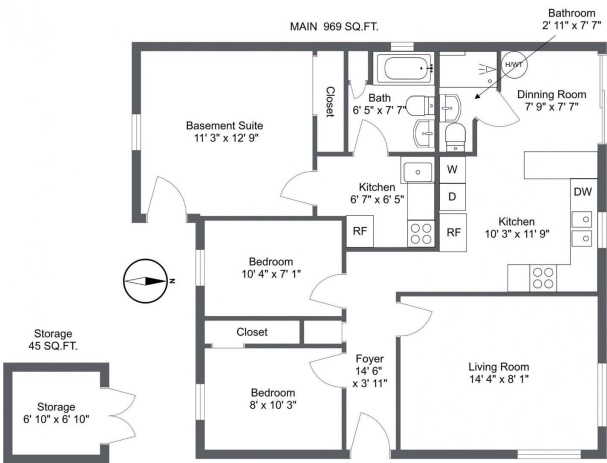 MAIN 969 SQ.FT.
Bathroom
2' 11" x 7' 7"
H/WT
Closet
Bath
6' 5" x 7' 7"
Dinning Room
7' 9" x 7' 7"
Basement Suite
11' 3" x 12' 9"
W
D
RF
Kitchen
6' 7" x 6' 5"
RF
DW
Kitchen
10' 3" x 11' 9"
Bedroom
10' 4" x 7' 1"
N
Closet
Storage
45 SQ.FT.
Foyer
14' 6"
x 3' 11"
Living Room
14' 4" x 8' 1"
Bedroom
8' x 10' 3"
Storage
6' 10" x 6' 10"